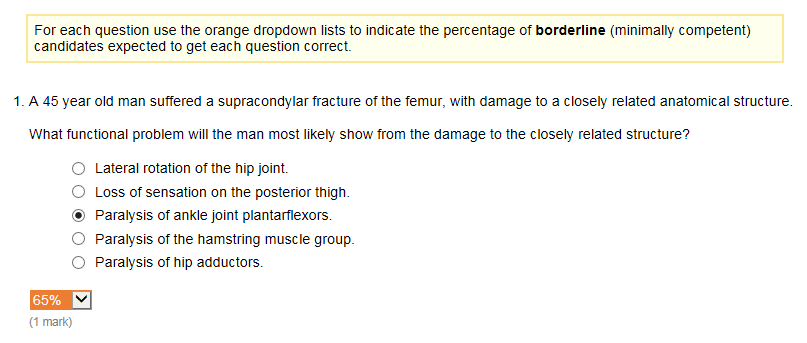 For each question use the orange dropdown lists to indicate the percentage of borderline (minimally competent)
candidates expected to get each question correct.
1. A 45 year old man suffered a supracondylar fracture of the femur, with damage to a closely related anatomical structure.
What functional problem will the man most likely show from the damage to the closely related structure?
Lateral rotation of the hip joint.
Loss of sensation on the posterior thigh.
Paralysis of ankle joint plantarflexors.
Paralysis of the hamstring muscle group.
Paralysis of hip adductors.
65%
(1 mark)